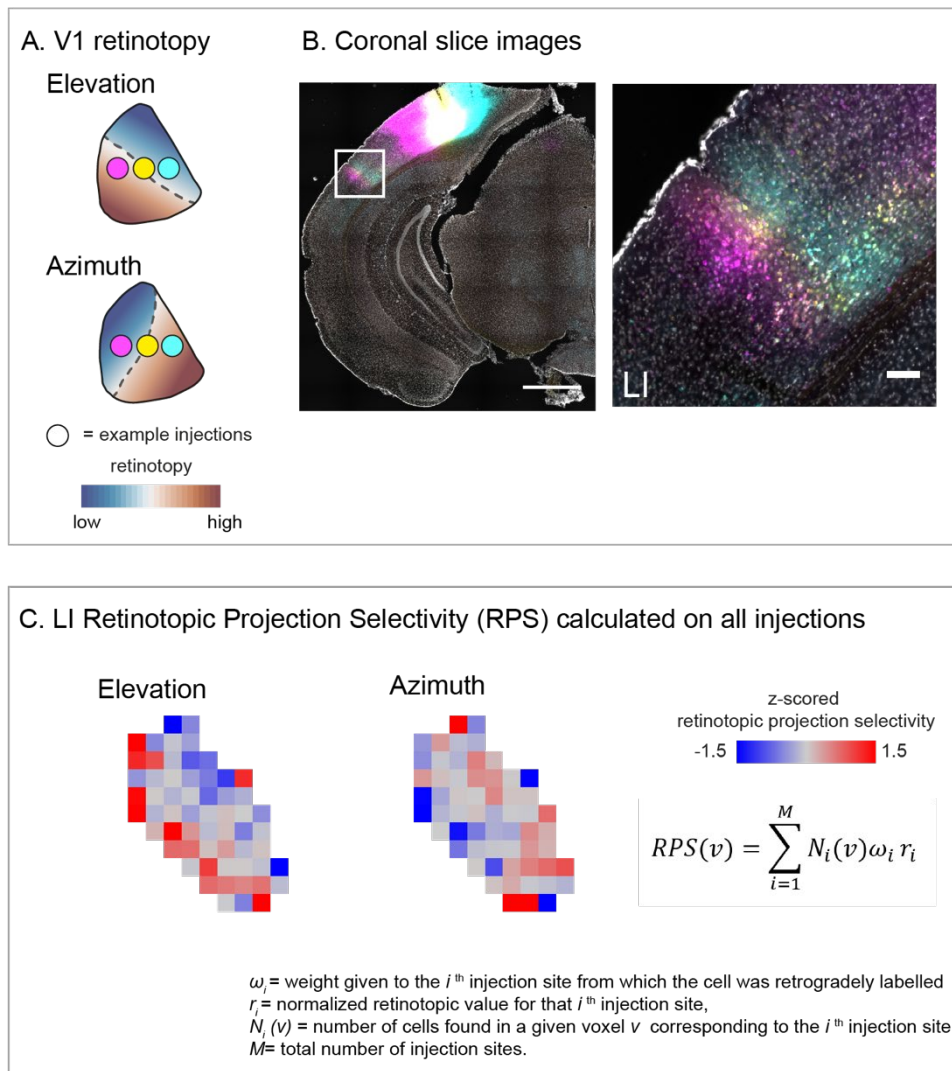 A. V1 retinotopy
Elevation
Azimuth
= example injections
retinotopy
low high
B. Coronal slice images
LI
C. LI Retinotopic Projection Selectivity (RPS) calculated on all injections
Elevation
Azimuth
z-scored
retinotopic projection selectivity
-1.5 1.5
RPS(v) = \sum_{i=1}^{M} N_i(v)ω_i r_i
ω_i = weight given to the i th injection site from which the cell was retrogradely labelled
r_i = normalized retinotopic value for that i th injection site,
N_i (v) = number of cells found in a given voxel v corresponding to the i th injection site
M= total number of injection sites.